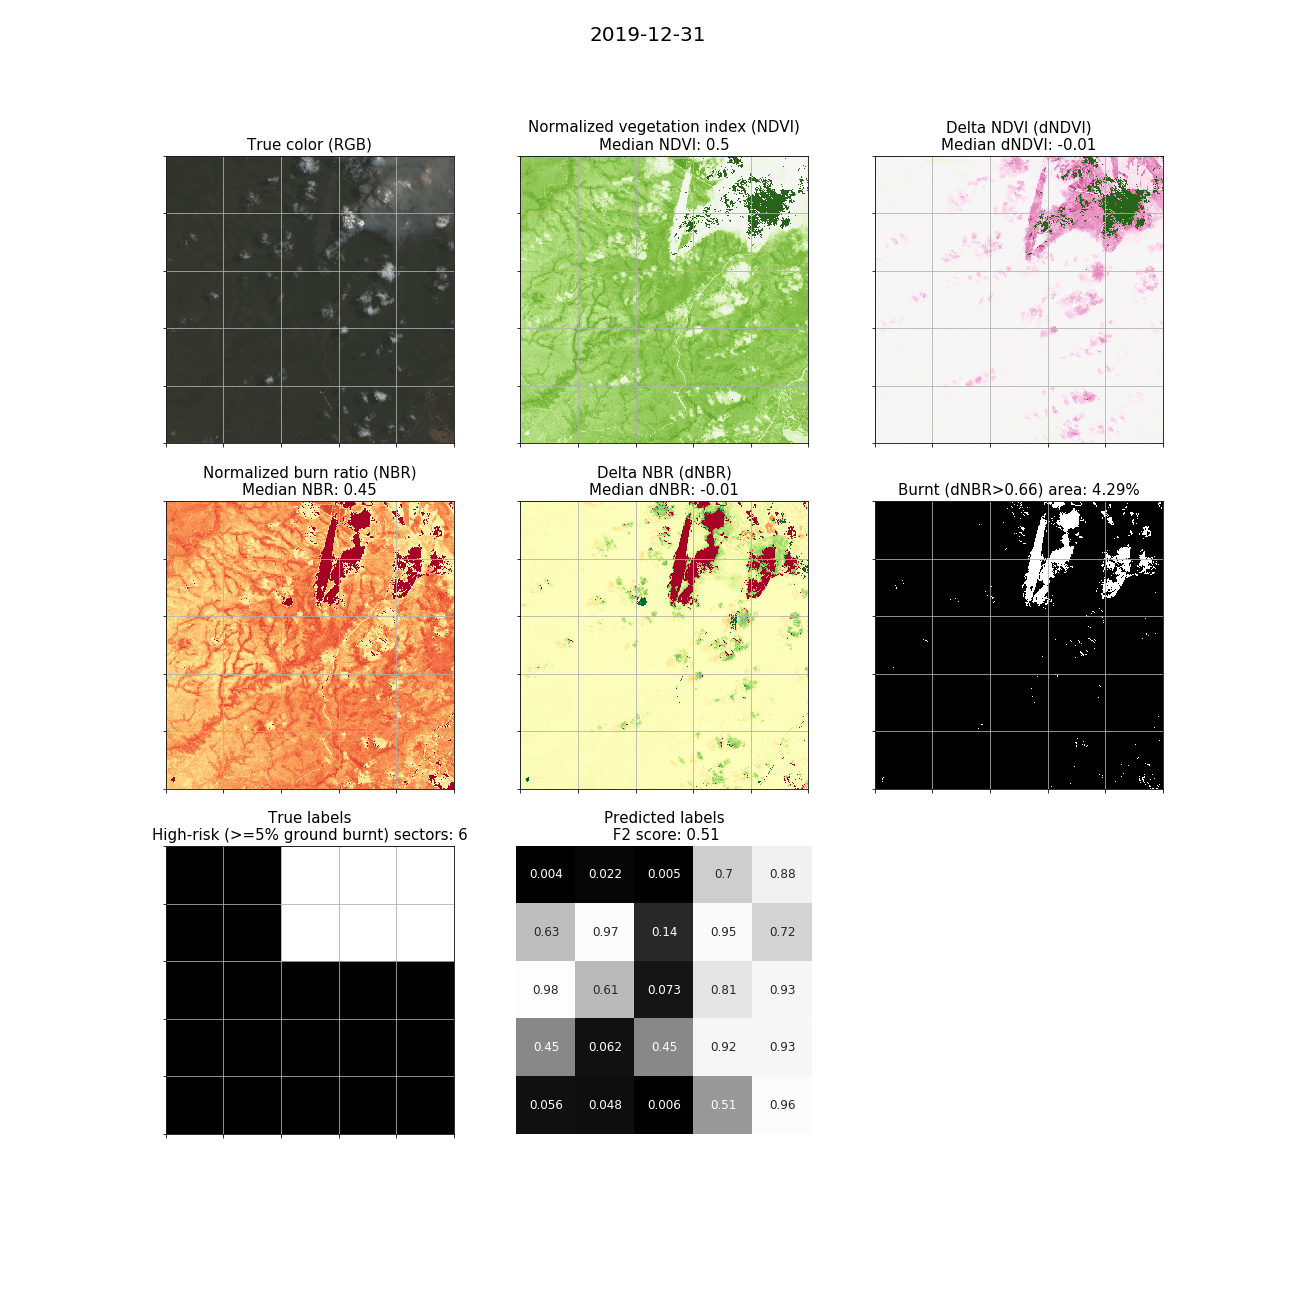 2019-12-31
True color (RGB)
Normalized vegetation index (NDVI)
Median NDVI: 0.5
Delta NDVI (dNDVI)
Median dNDVI: -0.01
Normalized burn ratio (NBR)
Median NBR: 0.45
Delta NBR (dNBR)
Median dNBR: -0.01
Burnt (dNBR>0.66) area: 4.29%
True labels
High-risk (>=5% ground burnt) sectors: 6
Predicted labels
F2 score: 0.51
0.004 0.022 0.005 0.7 0.88
0.63 0.97 0.14 0.95 0.72
0.98 0.61 0.073 0.81 0.93
0.45 0.062 0.45 0.92 0.93
0.056 0.048 0.006 0.51 0.96